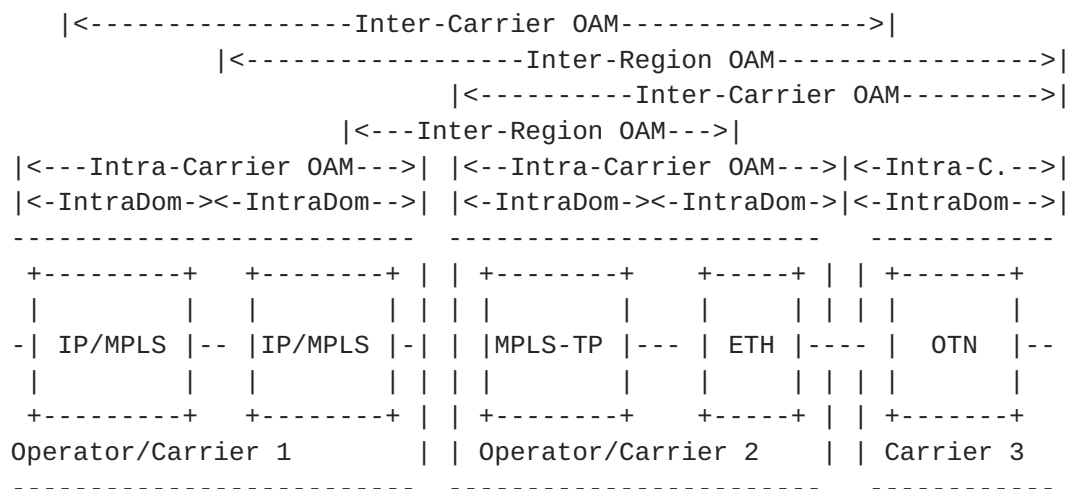 |<-----------------Inter-Carrier OAM---------------->|
|<------------------Inter-Region OAM----------------->|
|<----------Inter-Carrier OAM--------->|
|<---Inter-Region OAM--->|
|<---Intra-Carrier OAM--->| |<--Intra-Carrier OAM--->|<-Intra-C.-->|
|<-IntraDom-><-IntraDom-->| |<-IntraDom-><-IntraDom->|<-IntraDom-->|
-| IP/MPLS |-- |IP/MPLS |-| | |MPLS-TP |--- | ETH |---- | OTN |--
Operator/Carrier 1 | | Operator/Carrier 2 | | Carrier 3